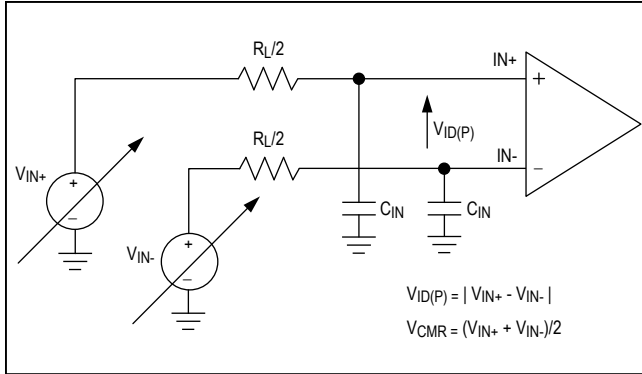 RL/2
IN+
+
VID(P)
RL/2
IN-
−
VIN+
+
−
CIN
CIN
VIN-
+
−
VID(P) = | VIN+ - VIN- |
VCMR = (VIN+ + VIN-)/2